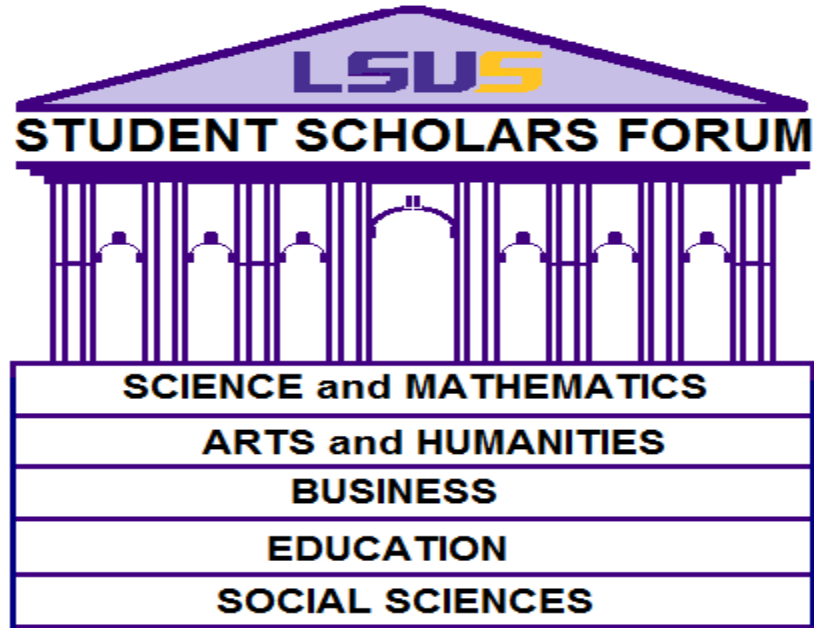 LSUS
STUDENT SCHOLARS FORUM
SCIENCE and MATHEMATICS
ARTS and HUMANITIES
BUSINESS
EDUCATION
SOCIAL SCIENCES